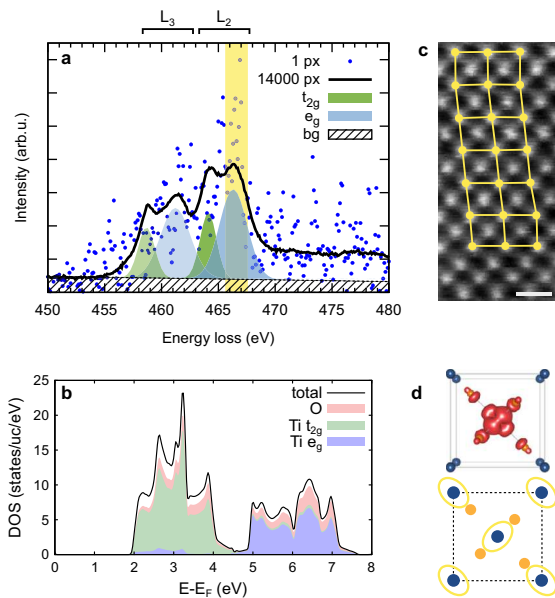 L3 L2
a
1 px
14000 px
t2g
eg
bg
Intensity (arb.u.)
450 455 460 465 470 475 480
Energy loss (eV)
b
total
O
Ti t2g
Ti eg
DOS (states/uc/eV)
25
20
15
10
5
0
0 1 2 3 4 5 6 7 8
E-EF (eV)
c
d